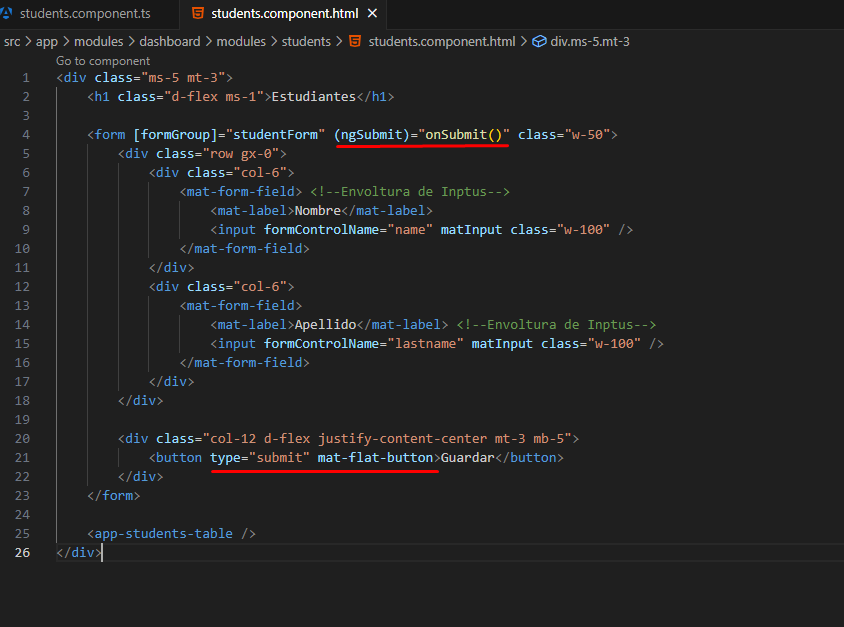 students.component.ts students.component.html ✕
src > app > modules > dashboard > modules > students > students.component.html > div.ms-5.mt-3
Go to component
1 <div class="ms-5 mt-3">
2 <h1 class="d-flex ms-1">Estudiantes</h1>
3
4 <form [formGroup]="studentForm" (ngSubmit)="onSubmit()" class="w-50">
5 <div class="row gx-0">
6 <div class="col-6">
7 <mat-form-field> <!--Envoltura de Inptus-->
8 <mat-label>Nombre</mat-label>
9 <input formControlName="name" matInput class="w-100" />
10 </mat-form-field>
11 </div>
12 <div class="col-6">
13 <mat-form-field>
14 <mat-label>Apellido</mat-label> <!--Envoltura de Inptus-->
15 <input formControlName="lastname" matInput class="w-100" />
16 </mat-form-field>
17 </div>
18 </div>
19
20 <div class="col-12 d-flex justify-content-center mt-3 mb-5">
21 <button type="submit" mat-flat-button>Guardar</button>
22 </div>
23 </form>
24
25 <app-students-table />
26 </div>